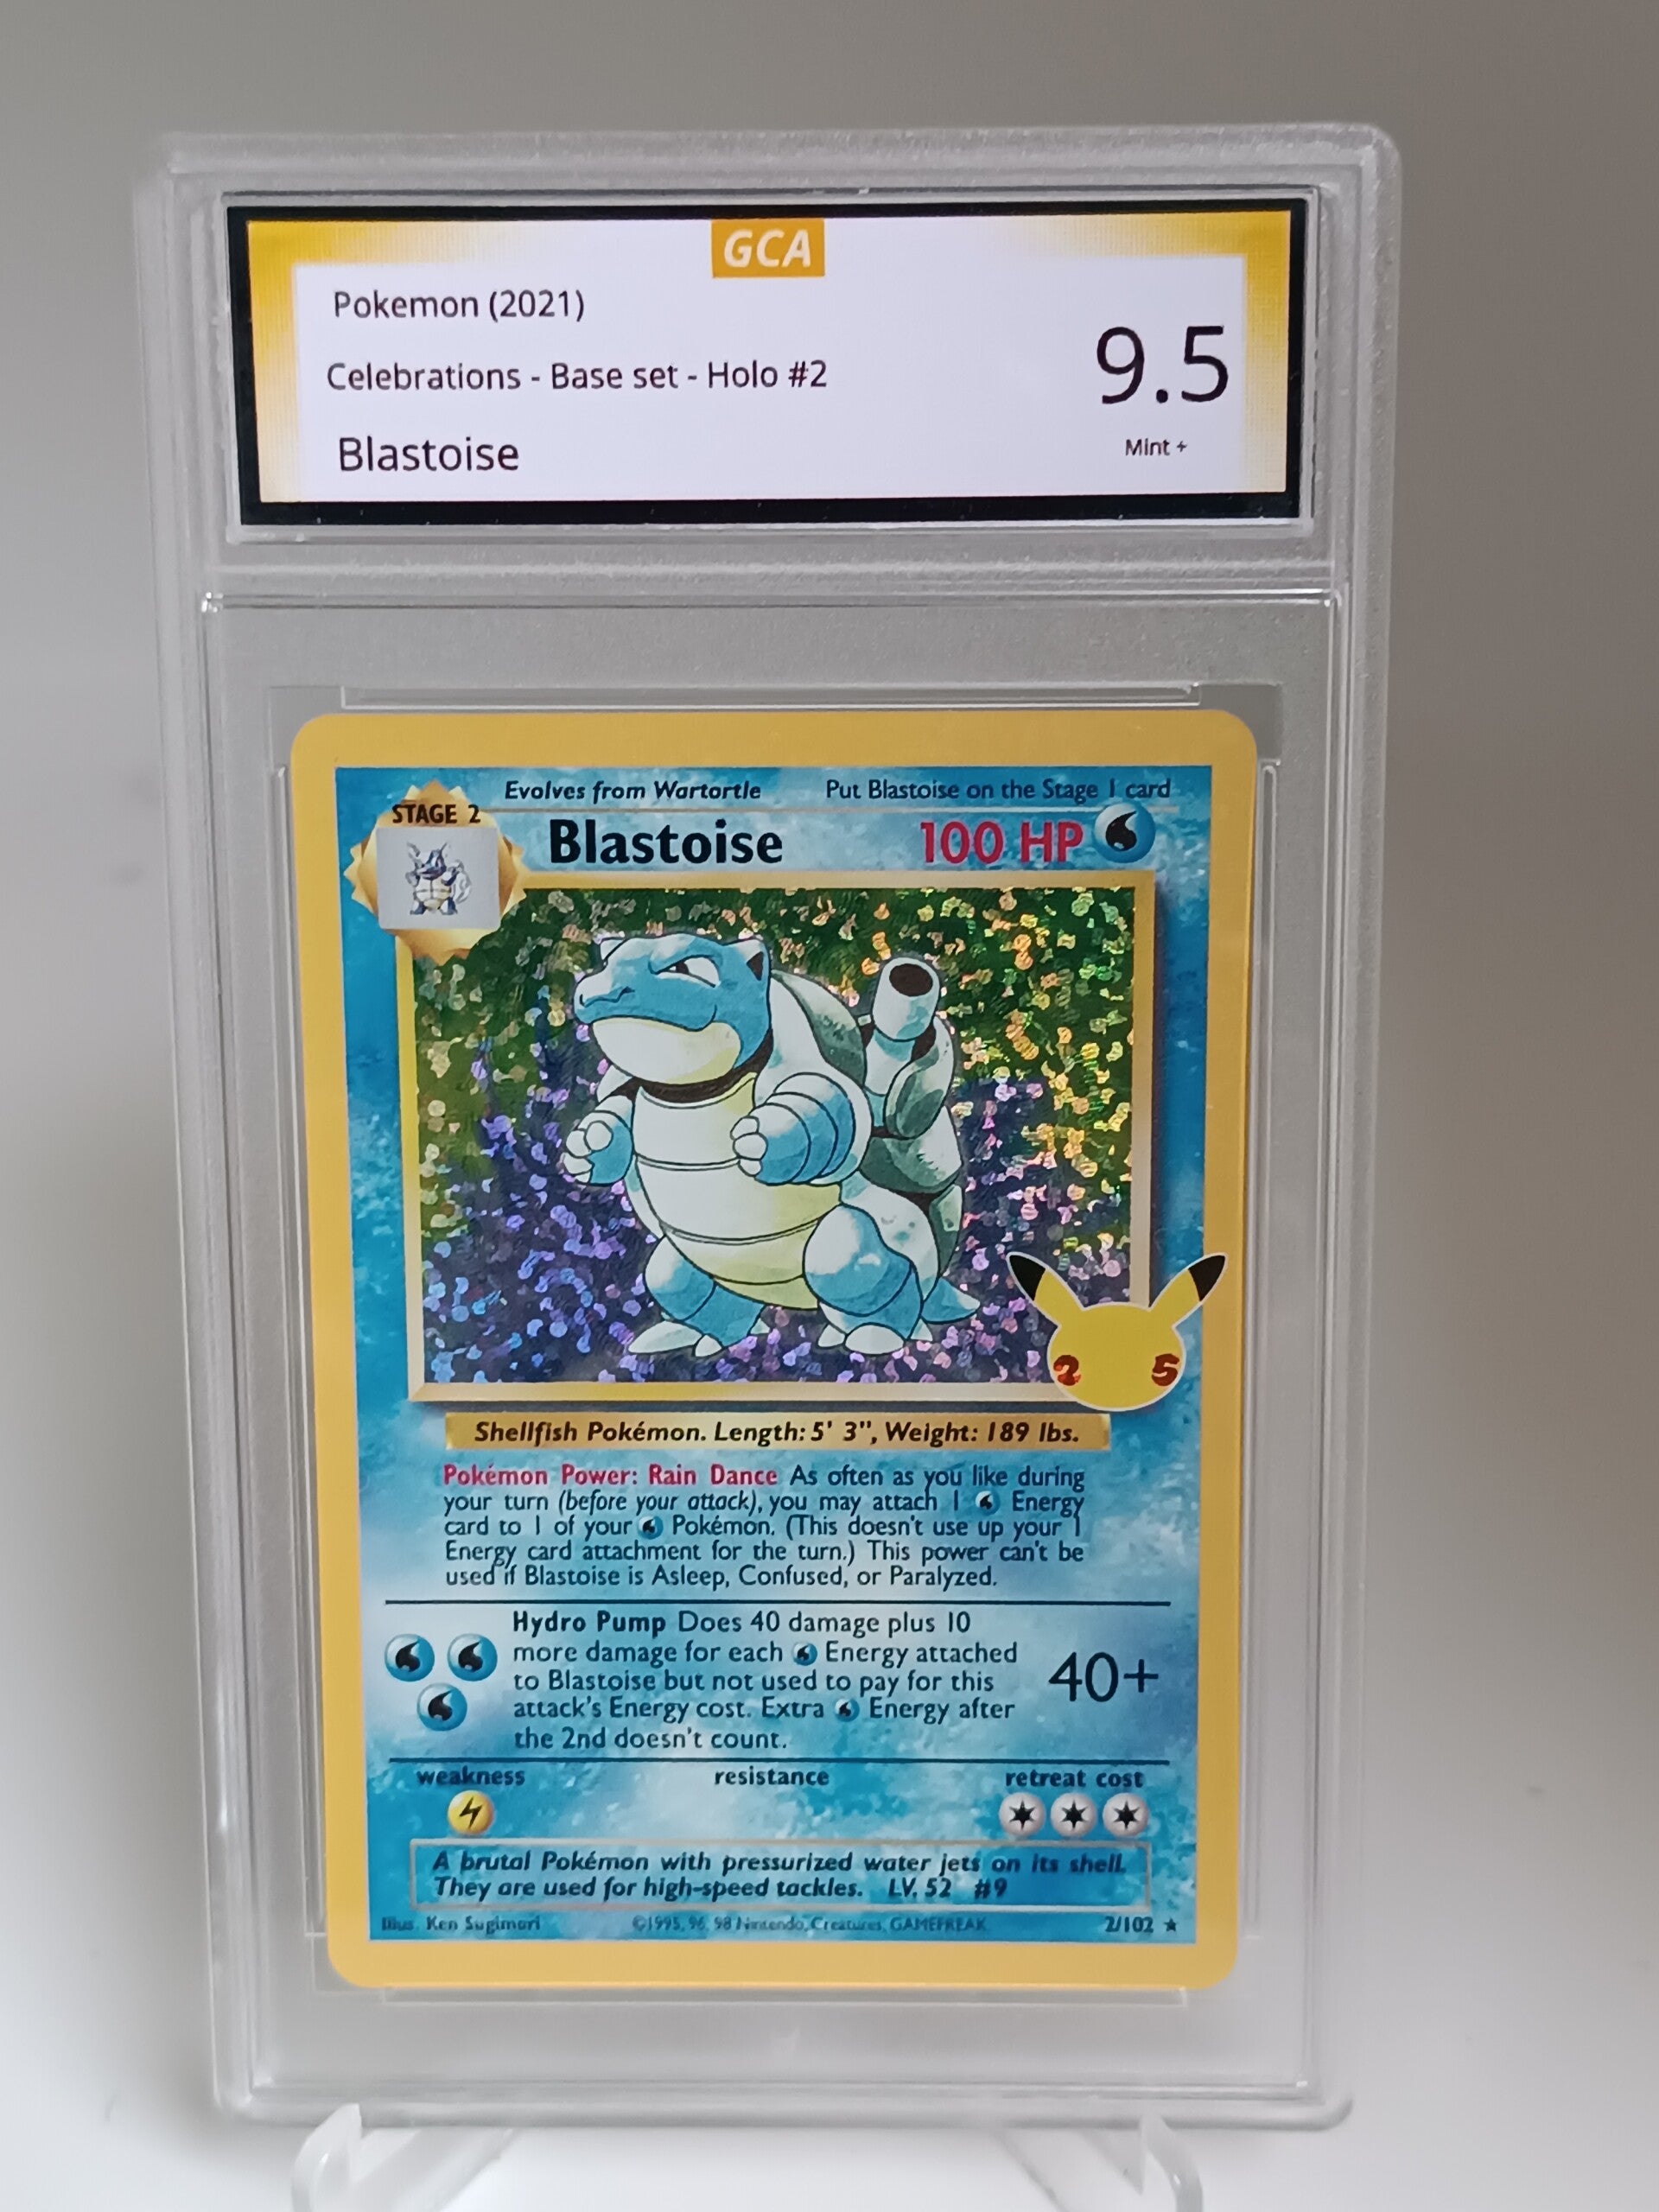 GCA
Pokemon (2021)
Celebrations - Base set - Holo #2
Blastoise
9.5
Mint +
Evolves from Wartortle
Put Blastoise on the Stage 1 card
STAGE 2
Blastoise
100 HP
25
Shellfish Pokémon. Length: 5' 3", Weight: 189 lbs.
Pokémon Power: Rain Dance As often as you like during
your turn (before your attack), you may attach 1 Energy
card to 1 of your Pokémon. (This doesn't use up your 1
Energy card attachment for the turn.) This power can't be
used if Blastoise is Asleep, Confused, or Paralyzed.
Hydro Pump Does 40 damage plus 10
more damage for each Energy attached
to Blastoise but not used to pay for this
attack's Energy cost. Extra Energy after
the 2nd doesn't count.
40+
weakness
resistance
retreat cost
A brutal Pokémon with pressurized water jets on its shell.
They are used for high-speed tackles. LV. 52 #9
Illus. Ken Sugimori
©1995, 96, 98 Nintendo, Creatures, GAMEFREAK.
2/102 ★